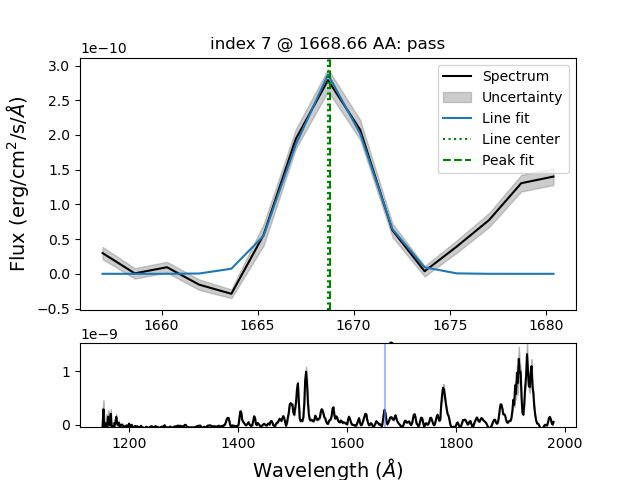 index 7 @ 1668.66 AA: pass
1e−10
3.0
2.5
2.0
1.5
1.0
0.5
0.0
−0.5
Flux (erg/cm²/s/Å)
Spectrum
Uncertainty
Line fit
Line center
Peak fit
1660 1665 1670 1675 1680
1e−9
1
0
1200 1400 1600 1800 2000
Wavelength (Å)